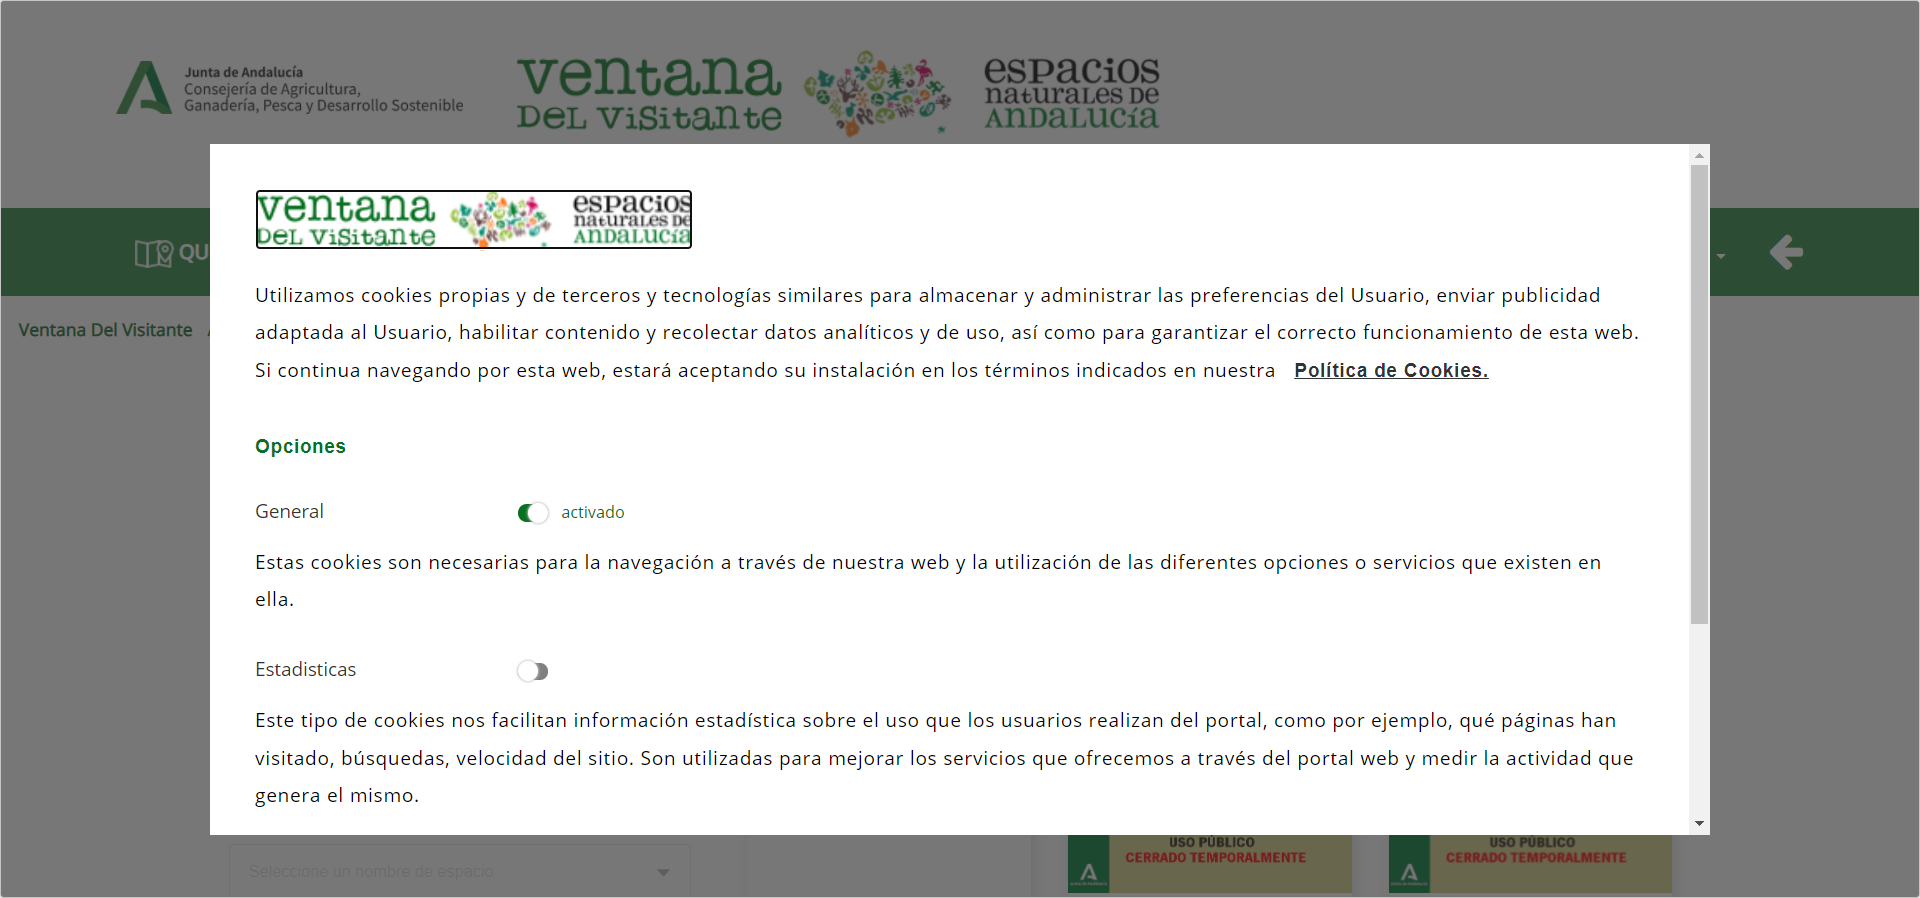 Junta de Andalucía
Consejería de Agricultura,
Ganadería, Pesca y Desarrollo Sostenible
ventana
DEL VISITANTE
ESPACIOS
NATURALES DE
ANDALUCÍA
ventana
DEL VISITANTE
ESPACIOS
NATURALES DE
ANDALUCÍA
QU
Utilizamos cookies propias y de terceros y tecnologías similares para almacenar y administrar las preferencias del Usuario, enviar publicidad
Ventana Del Visitante
adaptada al Usuario, habilitar contenido y recolectar datos analíticos y de uso, así como para garantizar el correcto funcionamiento de esta web.
Si continua navegando por esta web, estará aceptando su instalación en los términos indicados en nuestra Política de Cookies.
Opciones
General activado
Estas cookies son necesarias para la navegación a través de nuestra web y la utilización de las diferentes opciones o servicios que existen en
ella.
Estadisticas
Este tipo de cookies nos facilitan información estadística sobre el uso que los usuarios realizan del portal, como por ejemplo, qué páginas han
visitado, búsquedas, velocidad del sitio. Son utilizadas para mejorar los servicios que ofrecemos a través del portal web y medir la actividad que
genera el mismo.
USO PÚBLICO
CERRADO TEMPORALMENTE
USO PÚBLICO
CERRADO TEMPORALMENTE
Seleccione un nombre de espacio
Junta de Andalucía
Junta de Andalucía